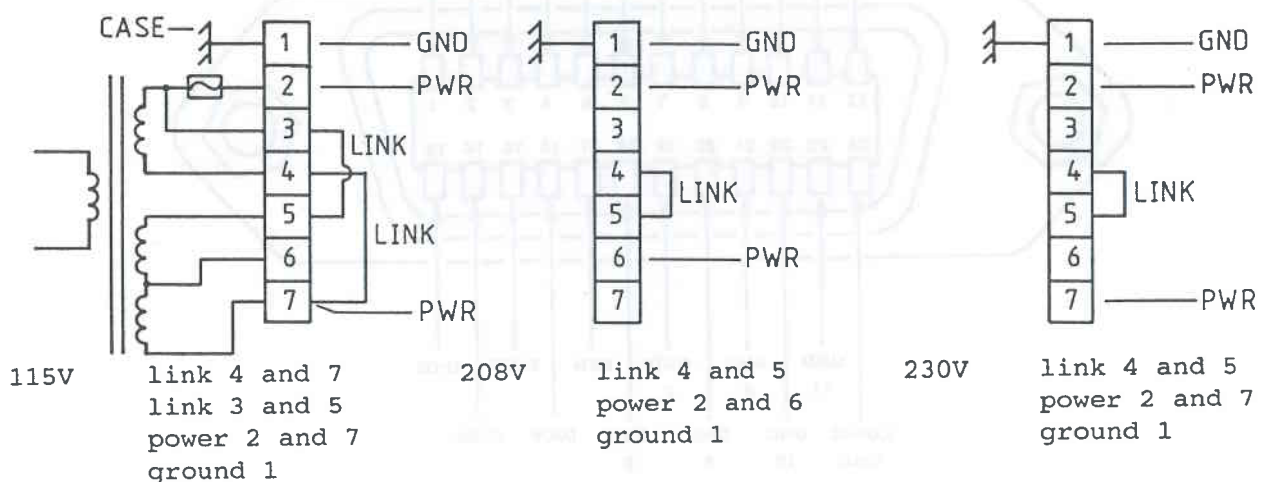 CASE
1 GND
2 PWR
3
LINK
4
5
LINK
6
7
PWR
115V
link 4 and 7
link 3 and 5
power 2 and 7
ground 1
1 GND
2 PWR
3
4
LINK
5
6 PWR
7
208V
link 4 and 5
power 2 and 6
ground 1
1 GND
2 PWR
3
4
LINK
5
6
7 PWR
230V
link 4 and 5
power 2 and 7
ground 1